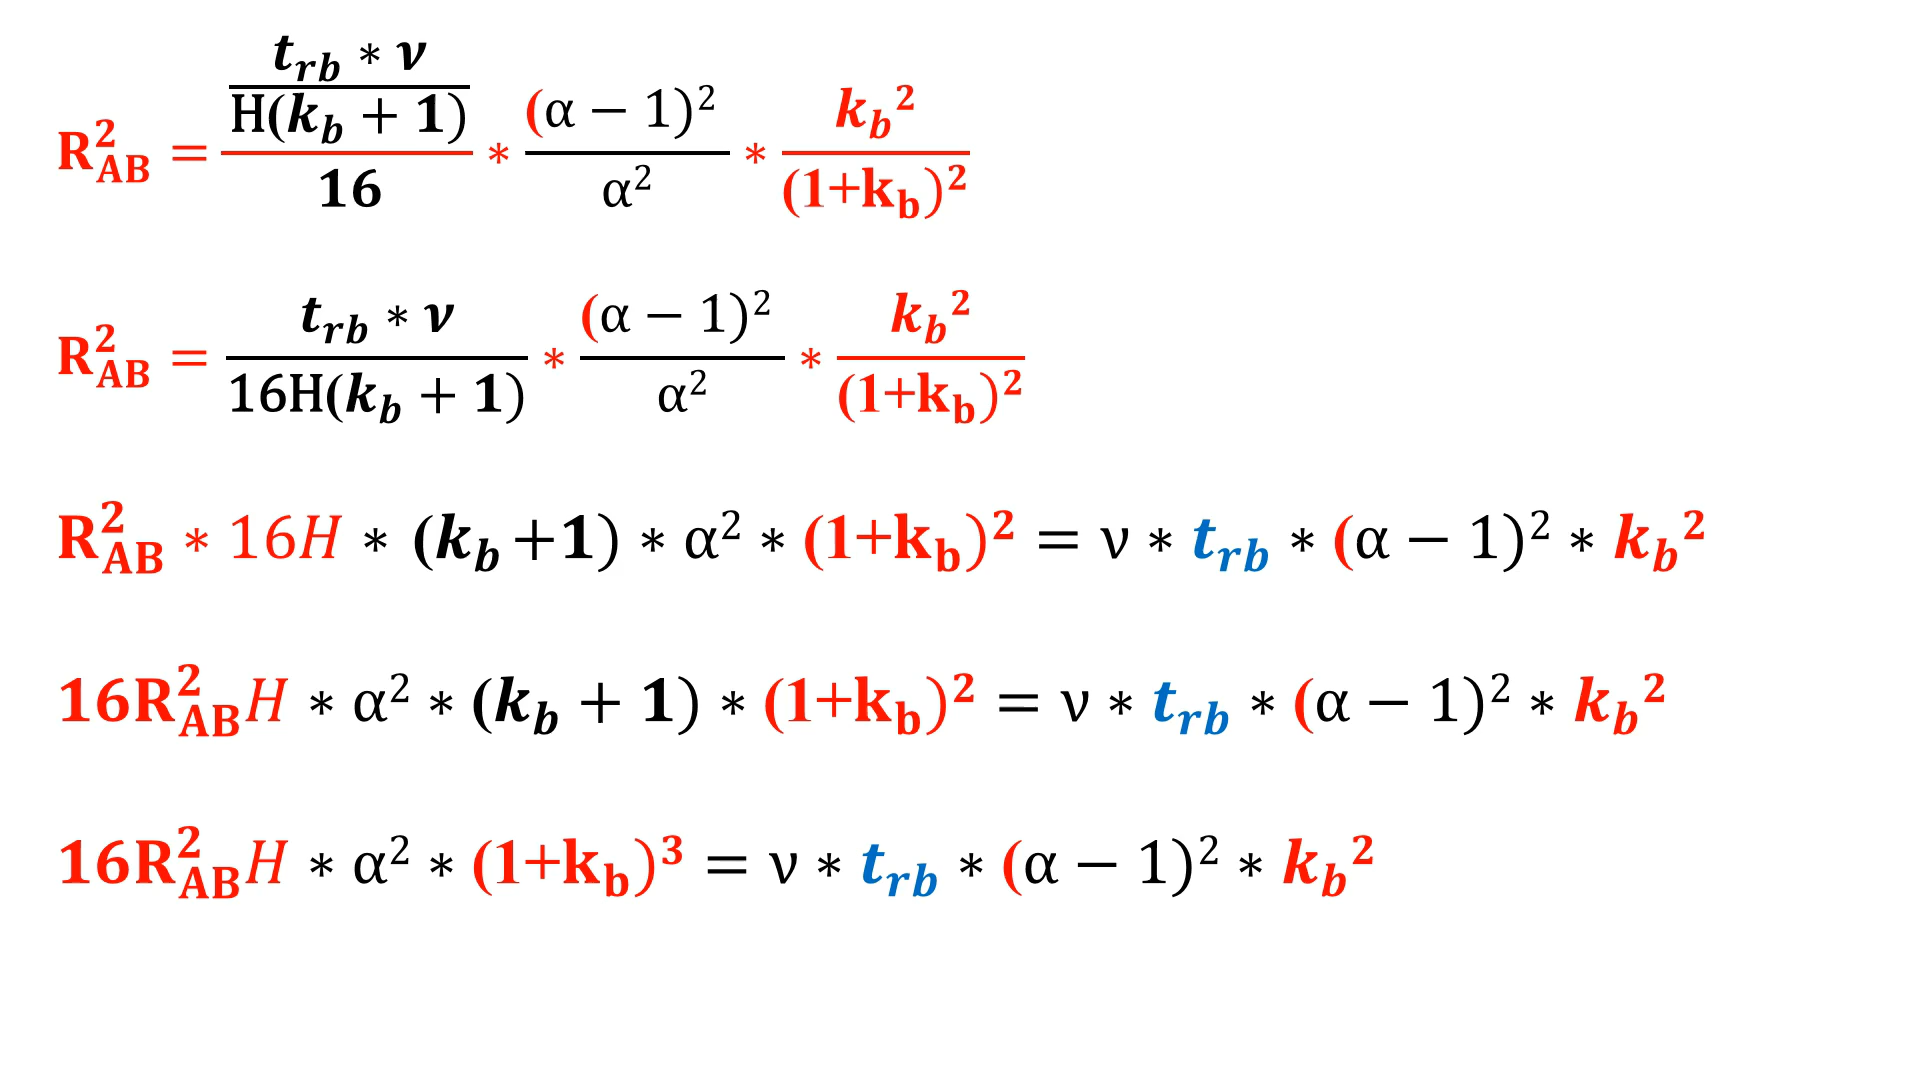 R²_AB = ((t_rb * ν)/(H(k_b + 1)))/16 * (α − 1)²/α² * k_b²/(1+k_b)²
R²_AB = (t_rb * ν)/(16H(k_b + 1)) * (α − 1)²/α² * k_b²/(1+k_b)²
R²_AB * 16H * (k_b +1) * α² * (1+k_b)² = ν * t_rb * (α − 1)² * k_b²
16R²_AB H * α² * (k_b + 1) * (1+k_b)² = ν * t_rb * (α − 1)² * k_b²
16R²_AB H * α² * (1+k_b)³ = ν * t_rb * (α − 1)² * k_b²